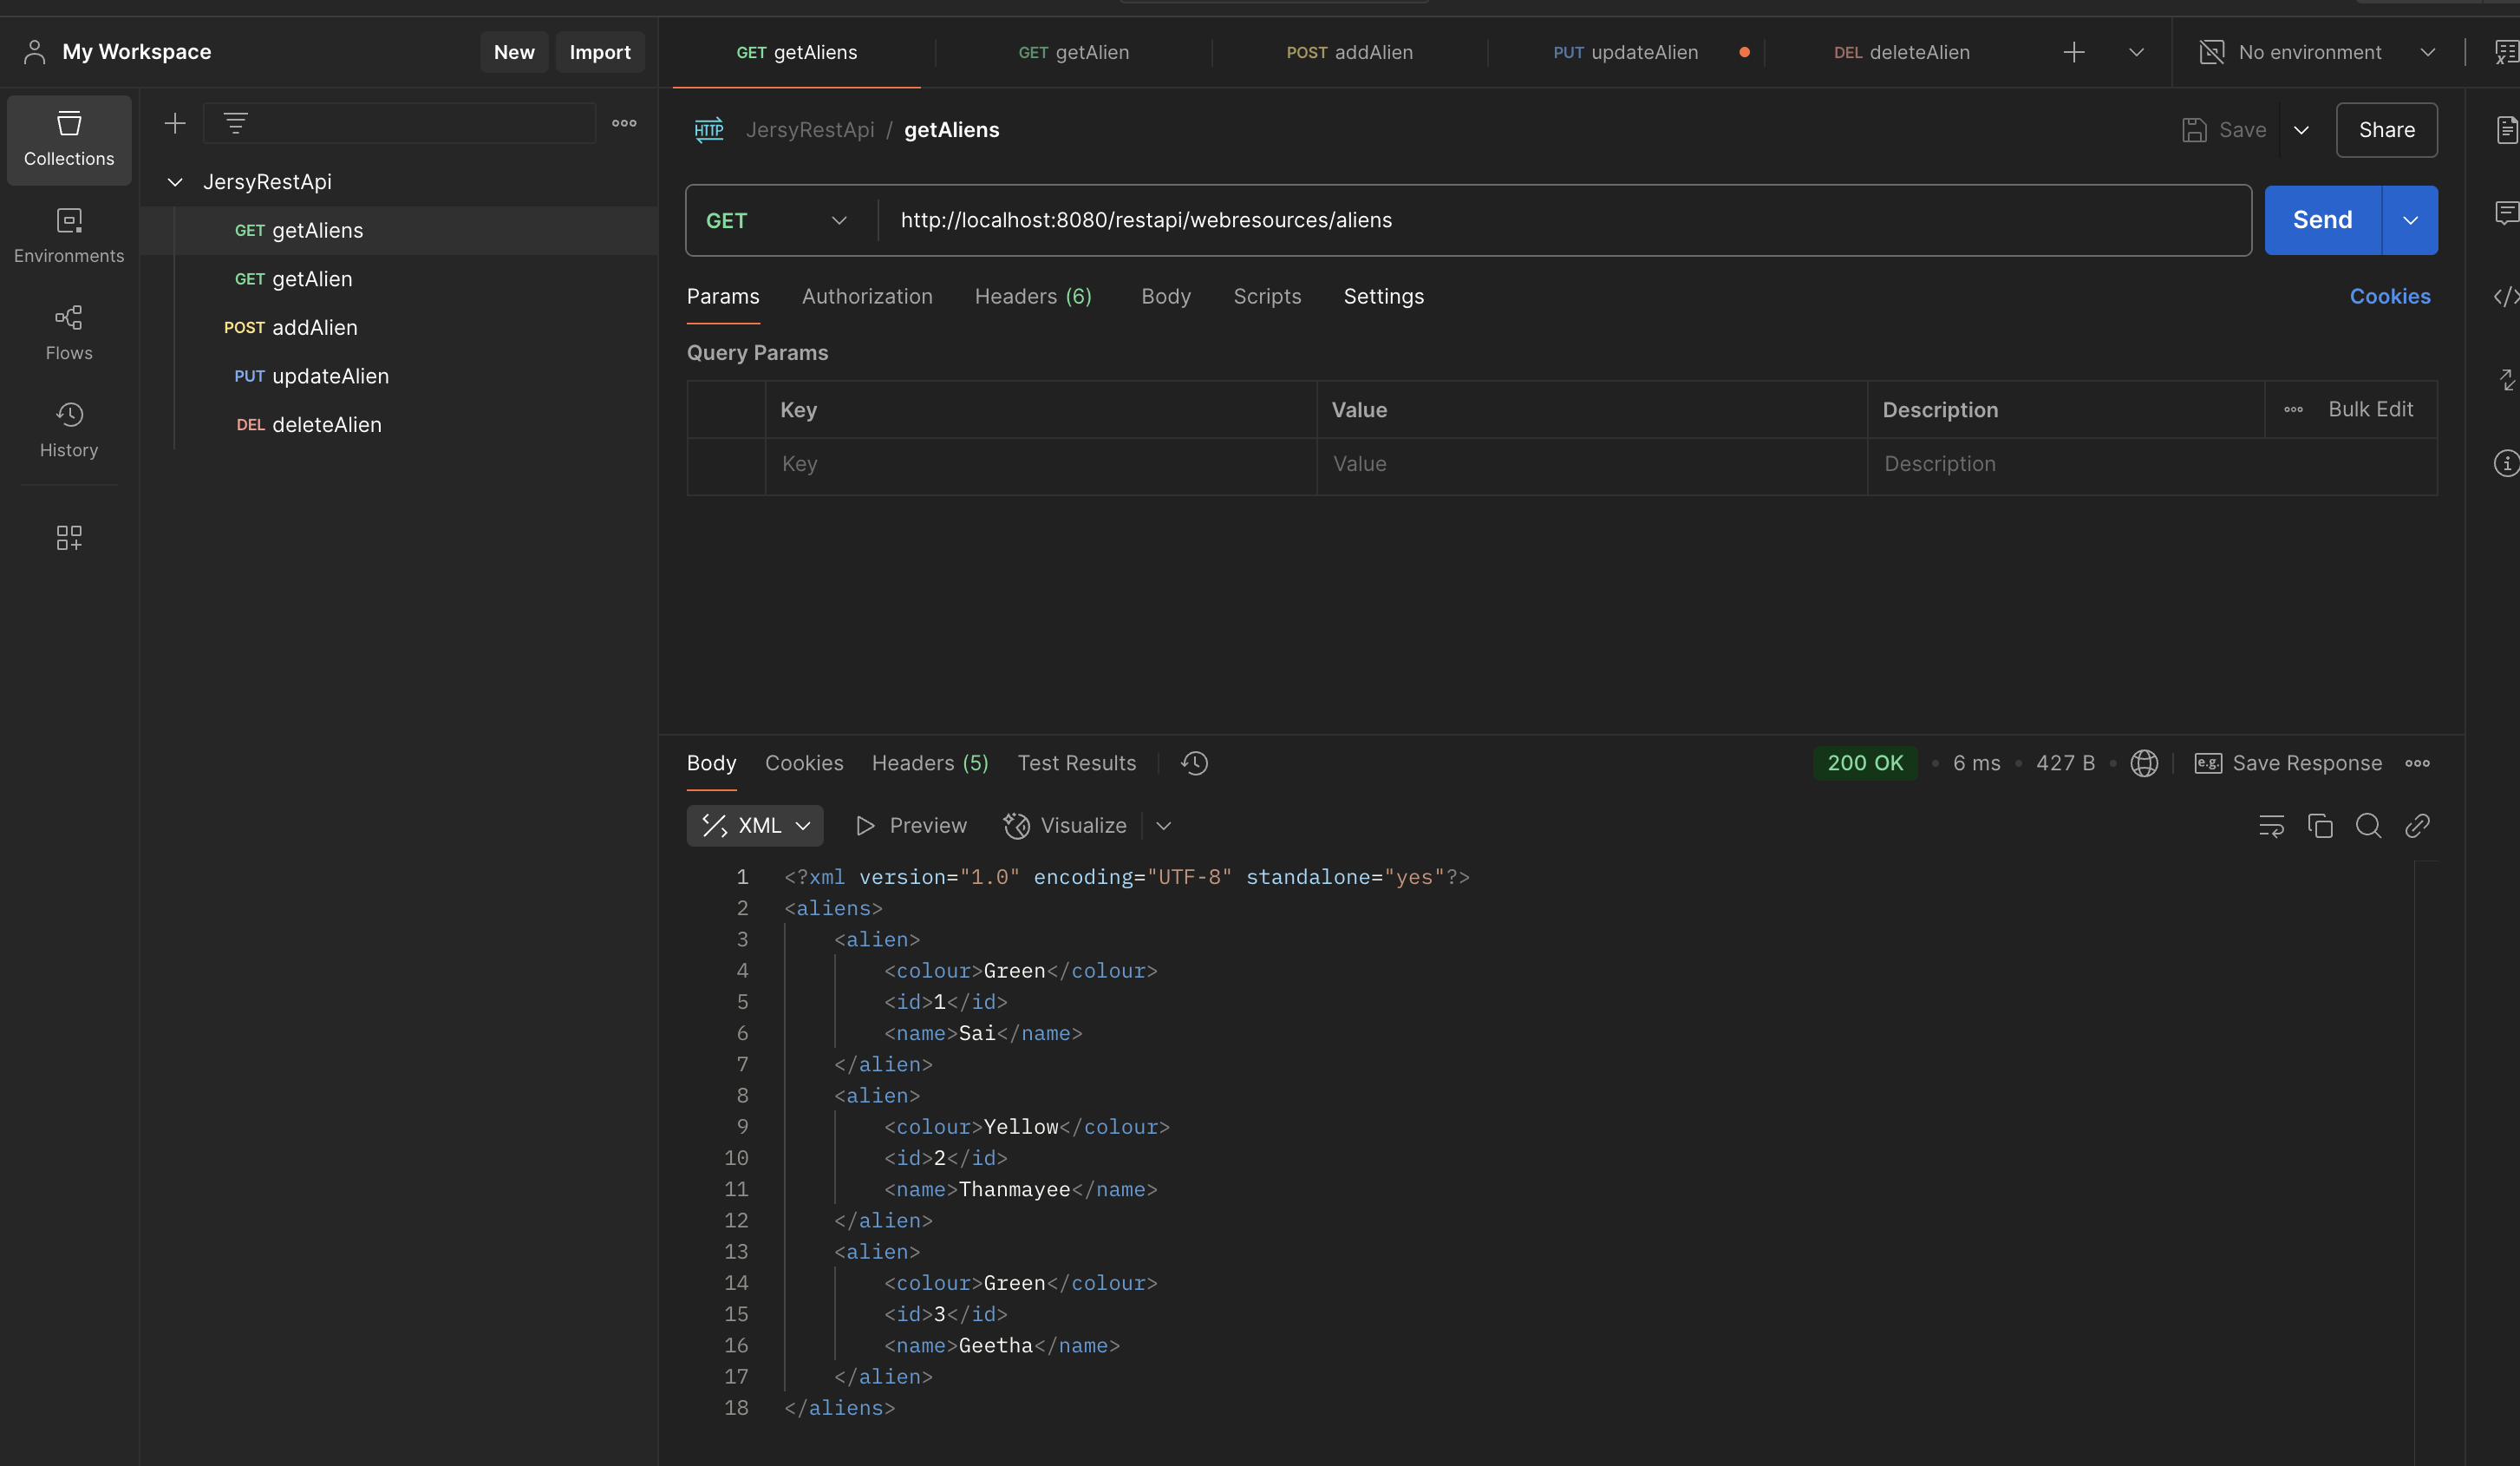 My Workspace
New
Import
GET getAliens
GET getAlien
POST addAlien
PUT updateAlien
DEL deleteAlien
No environment
Collections
Environments
Flows
History
JersyRestApi
GET getAliens
GET getAlien
POST addAlien
PUT updateAlien
DEL deleteAlien
HTTP JersyRestApi / getAliens
Save
Share
GET http://localhost:8080/restapi/webresources/aliens
Send
Params Authorization Headers (6) Body Scripts Settings
Cookies
Query Params
Key Value Description Bulk Edit
Key Value Description
Body Cookies Headers (5) Test Results
200 OK • 6 ms • 427 B •
e.g. Save Response
XML Preview Visualize
1 <?xml version="1.0" encoding="UTF-8" standalone="yes"?>
2 <aliens>
3 <alien>
4 <colour>Green</colour>
5 <id>1</id>
6 <name>Sai</name>
7 </alien>
8 <alien>
9 <colour>Yellow</colour>
10 <id>2</id>
11 <name>Thanmayee</name>
12 </alien>
13 <alien>
14 <colour>Green</colour>
15 <id>3</id>
16 <name>Geetha</name>
17 </alien>
18 </aliens>